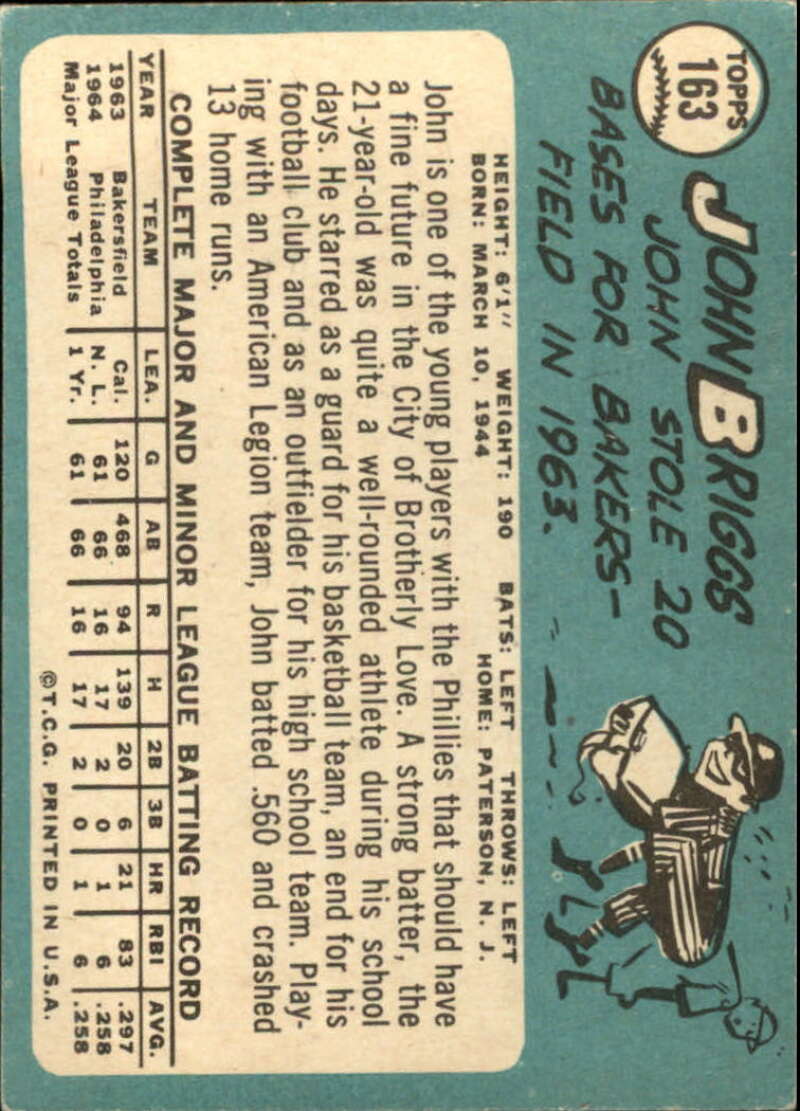 TOPPS
163
JOHN BRIGGS
JOHN STOLE 20
BASES FOR BAKERS-
FIELD IN 1963.
HEIGHT: 6'1" WEIGHT: 190 BATS: LEFT THROWS: LEFT
BORN: MARCH 10, 1944 HOME: PATERSON, N. J.
John is one of the young players with the Phillies that should have
a fine future in the City of Brotherly Love. A strong batter, the
21-year-old was quite a well-rounded athlete during his school
days. He starred as a guard for his basketball team, an end for his
football club and as an outfielder for his high school team. Play-
ing with an American Legion team, John batted .560 and crashed
13 home runs.
COMPLETE MAJOR AND MINOR LEAGUE BATTING RECORD
YEAR TEAM LEA. G AB R H 2B 3B HR RBI AVG.
1963 Bakersfield Cal. 120 468 94 139 20 6 21 83 .297
1964 Philadelphia N. L. 61 66 16 17 2 0 1 6 .258
Major League Totals 1 Yr. 61 66 16 17 2 0 1 6 .258
©T.C.G. PRINTED IN U.S.A.